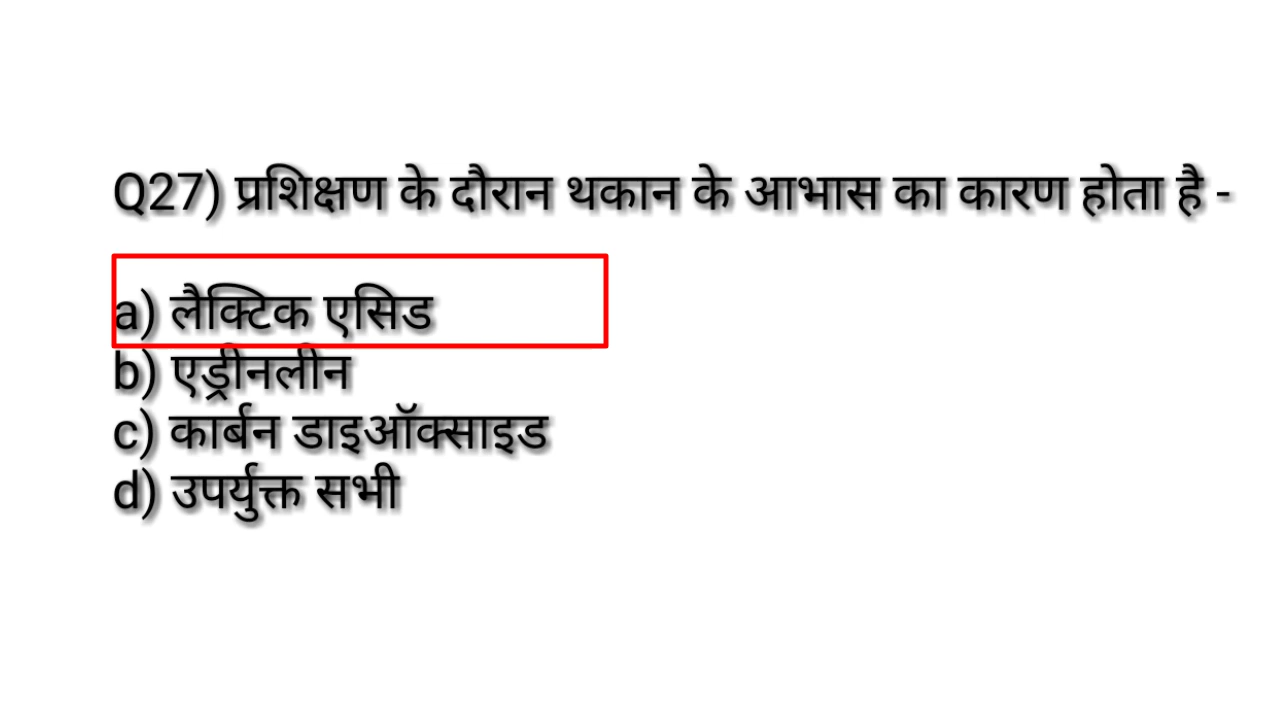 Q27) प्रशिक्षण के दौरान थकान के आभास का कारण होता है -
a) लैक्टिक एसिड
b) एड्रीनलीन
c) कार्बन डाइऑक्साइड
d) उपर्युक्त सभी